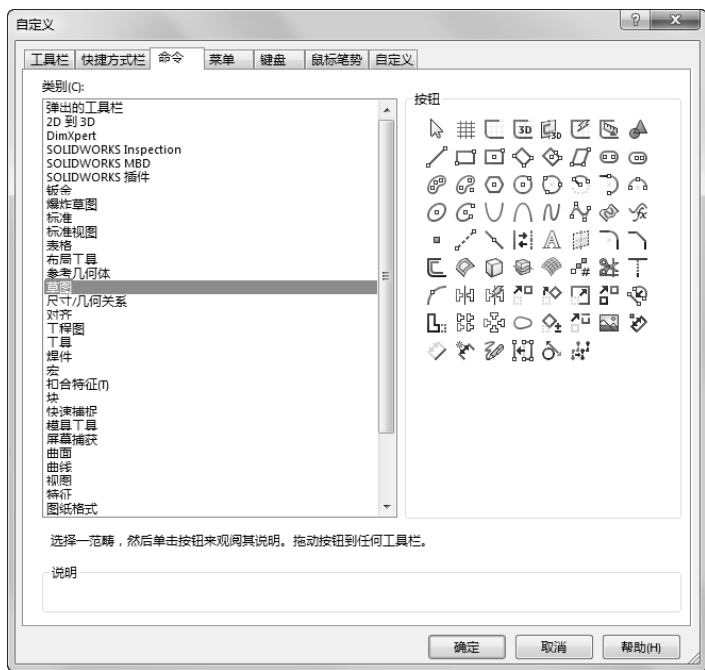 自定义
工具栏 快捷方式栏 命令 菜单 键盘 鼠标笔势 自定义
类别(C):
弹出的工具栏
2D 到 3D
DimXpert
SOLIDWORKS Inspection
SOLIDWORKS MBD
SOLIDWORKS 插件
钣金
爆炸草图
标准
标准视图
表格
布局工具
参考几何体
草图
尺寸/几何关系
对齐
工程图
工具
焊件
宏
扣合特征(T)
块
快速捕捉
模具工具
屏幕捕获
曲面
曲线
视图
特征
图纸格式
按钮
3D
3D
选择一范畴，然后单击按钮来观阅其说明。拖动按钮到任何工具栏。
说明
确定 取消 帮助(H)